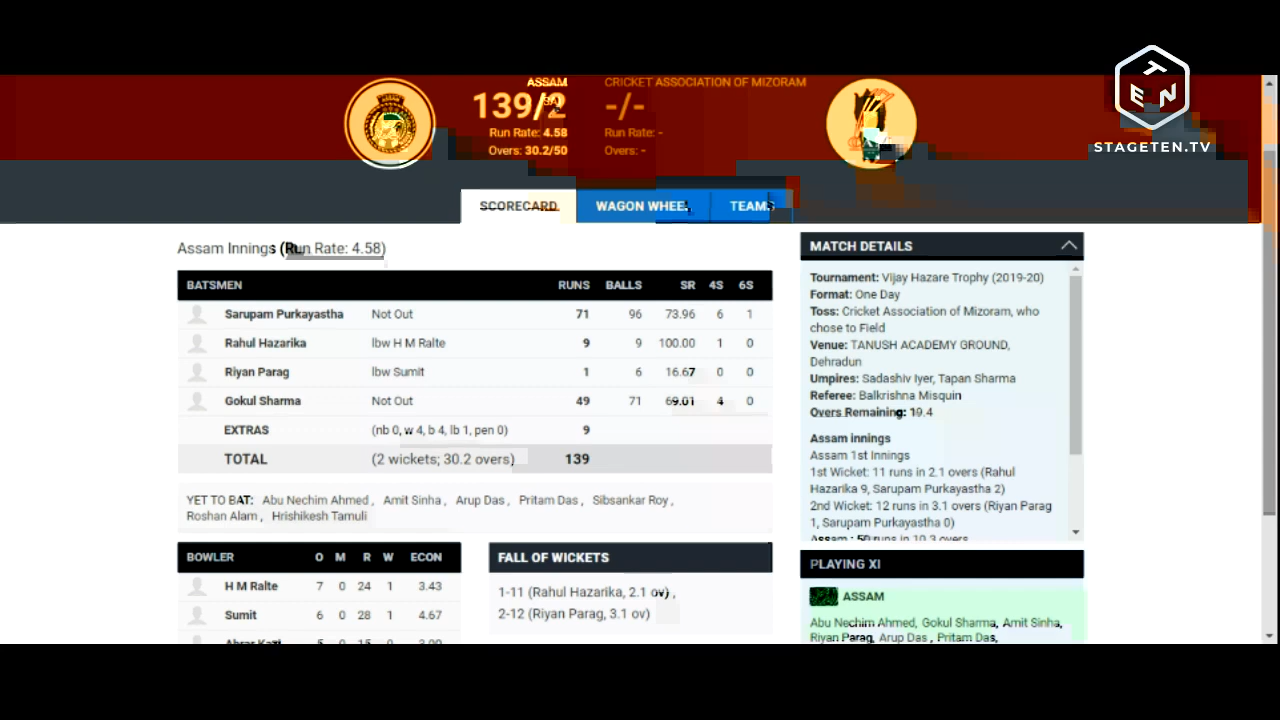 ASSAM
139/2
Run Rate: 4.58
Overs: 30.2/50
CRICKET ASSOCIATION OF MIZORAM
-/-
Run Rate: -
Overs: -
TEN
STAGETEN.TV
SCORECARD WAGON WHEEL TEAMS
Assam Innings (Run Rate: 4.58)
BATSMEN RUNS BALLS SR 4S 6S
Sarupam Purkayastha Not Out 71 96 73.96 6 1
Rahul Hazarika lbw H M Ralte 9 9 100.00 1 0
Riyan Parag lbw Sumit 1 6 16.67 0 0
Gokul Sharma Not Out 49 71 69.01 4 0
EXTRAS (nb 0, w 4, b 4, lb 1, pen 0) 9
TOTAL (2 wickets; 30.2 overs) 139
YET TO BAT: Abu Nechim Ahmed , Amit Sinha , Arup Das , Pritam Das , Sibsankar Roy ,
Roshan Alam , Hrishikesh Tamuli
BOWLER O M R W ECON
H M Ralte 7 0 24 1 3.43
Sumit 6 0 28 1 4.67
FALL OF WICKETS
1-11 (Rahul Hazarika, 2.1 ov) ,
2-12 (Riyan Parag, 3.1 ov)
MATCH DETAILS
Tournament: Vijay Hazare Trophy (2019-20)
Format: One Day
Toss: Cricket Association of Mizoram, who
chose to Field
Venue: TANUSH ACADEMY GROUND,
Dehradun
Umpires: Sadashiv Iyer, Tapan Sharma
Referee: Balkrishna Misquin
Overs Remaining: 19.4
Assam innings
Assam 1st Innings
1st Wicket: 11 runs in 2.1 overs (Rahul
Hazarika 9, Sarupam Purkayastha 2)
2nd Wicket: 12 runs in 3.1 overs (Riyan Parag
1, Sarupam Purkayastha 0)
Assam : 50 runs in 10.3 overs
PLAYING XI
ASSAM
Abu Nechim Ahmed, Gokul Sharma, Amit Sinha,
Riyan Parag, Arup Das , Pritam Das,